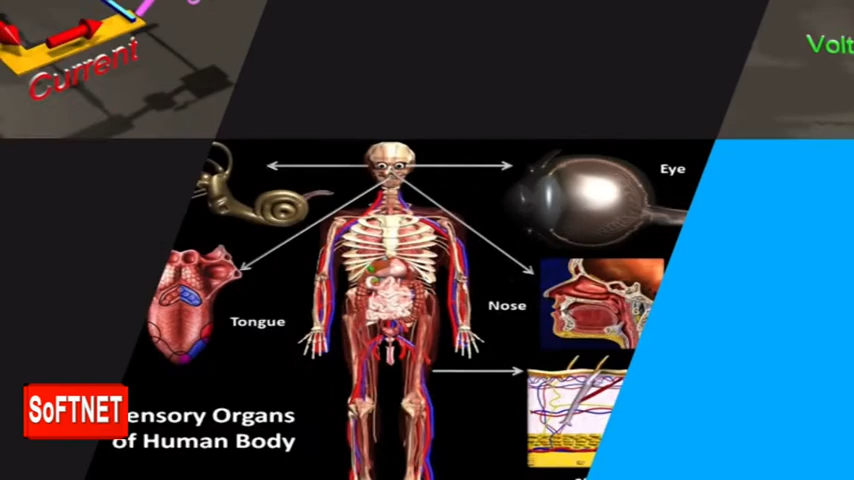 Current
Volt
Eye
Nose
Tongue
SoFTNET
ensory Organs
of Human Body